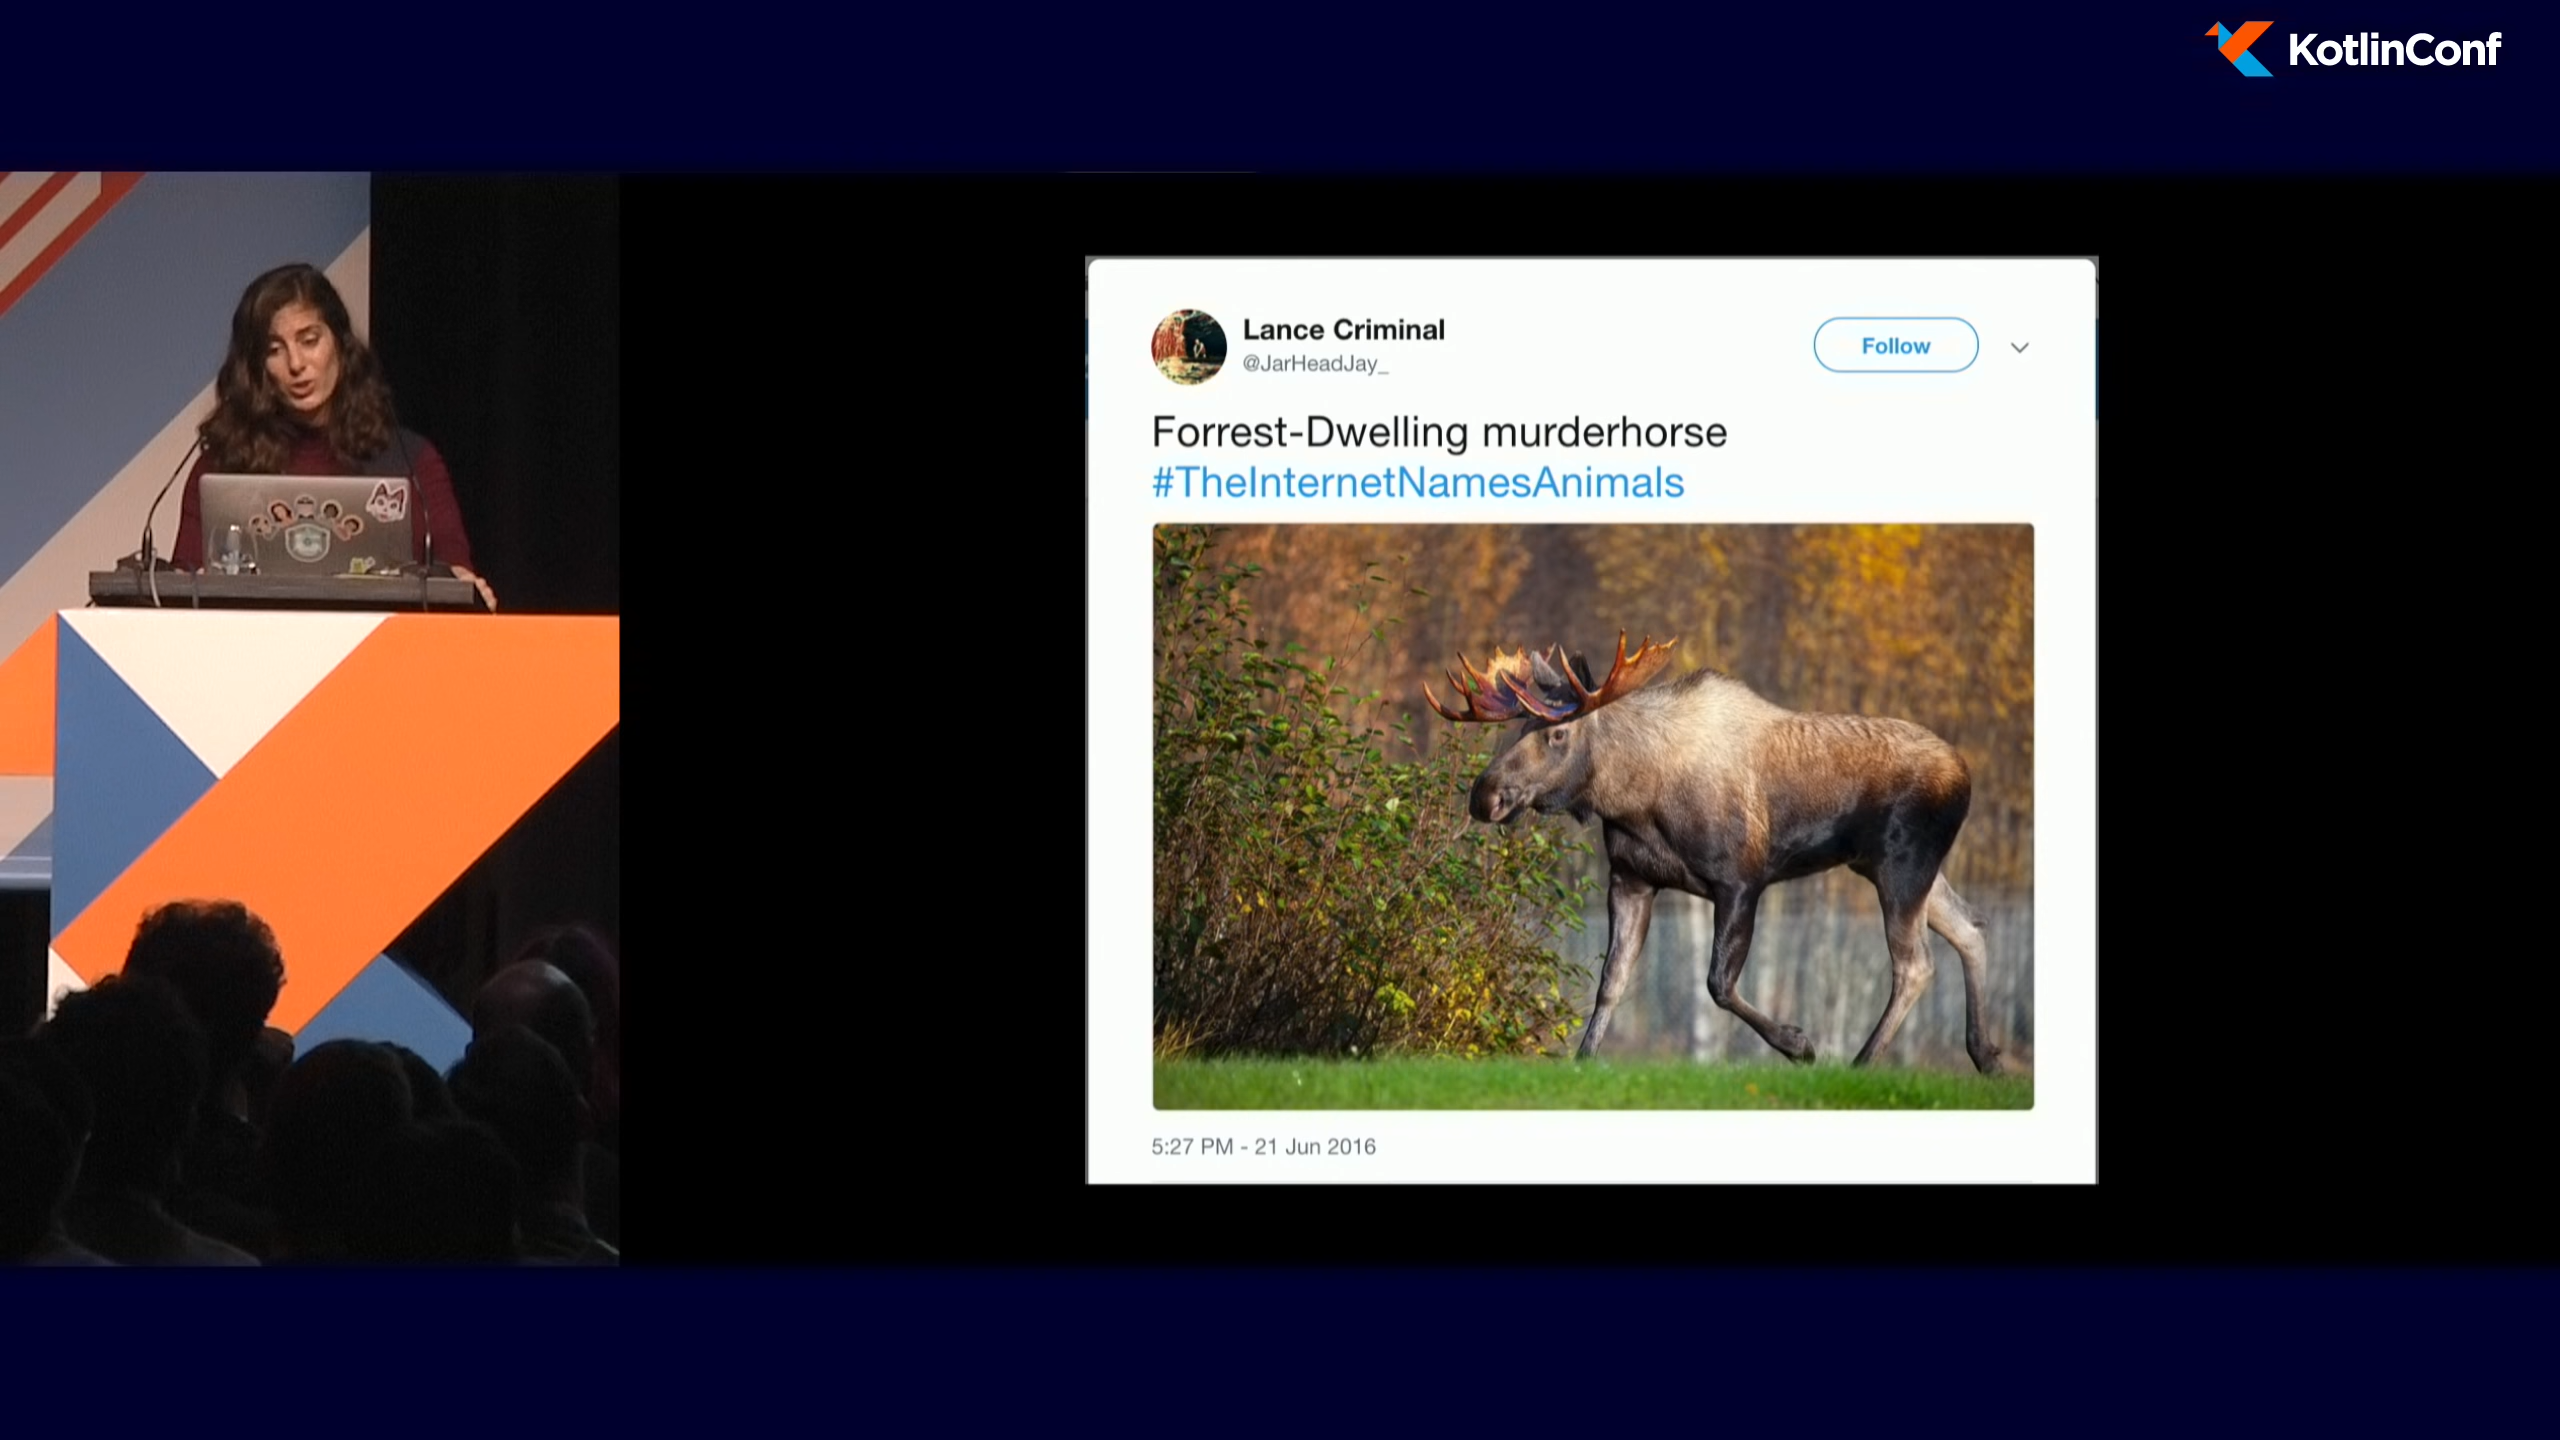 KotlinConf
Lance Criminal
@JarHeadJay_
Follow
Forrest-Dwelling murderhorse
#TheInternetNamesAnimals
5:27 PM - 21 Jun 2016